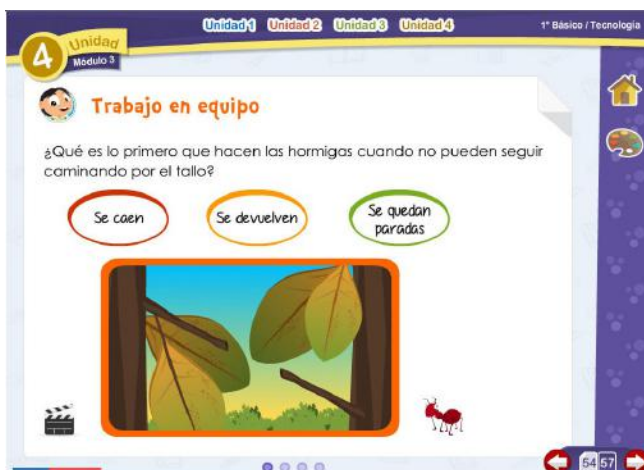 Unidad 1 Unidad 2 Unidad 3 Unidad 4
1° Básico / Tecnología
4 Unidad
Módulo 3
Trabajo en equipo
¿Qué es lo primero que hacen las hormigas cuando no pueden seguir
caminando por el tallo?
Se caen
Se devuelven
Se quedan
paradas
54 57